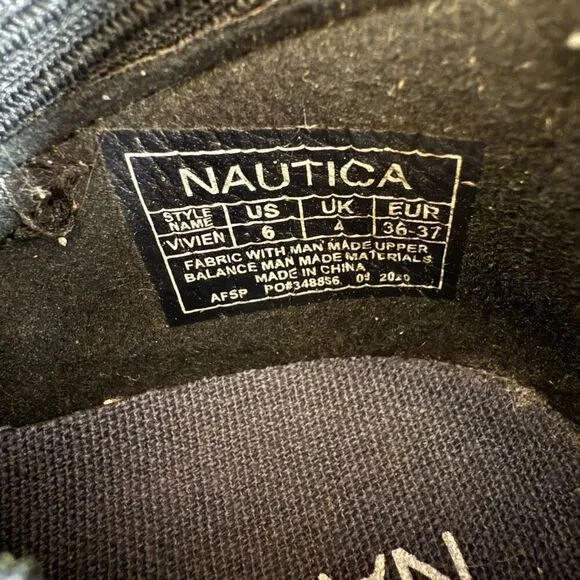 NAUTICA
STYLE NAME US UK EUR
VIVIEN 6 4 36-37
FABRIC WITH MAN MADE UPPER
BALANCE MAN MADE MATERIALS
MADE IN CHINA
AFSP PO#348856 09 2020